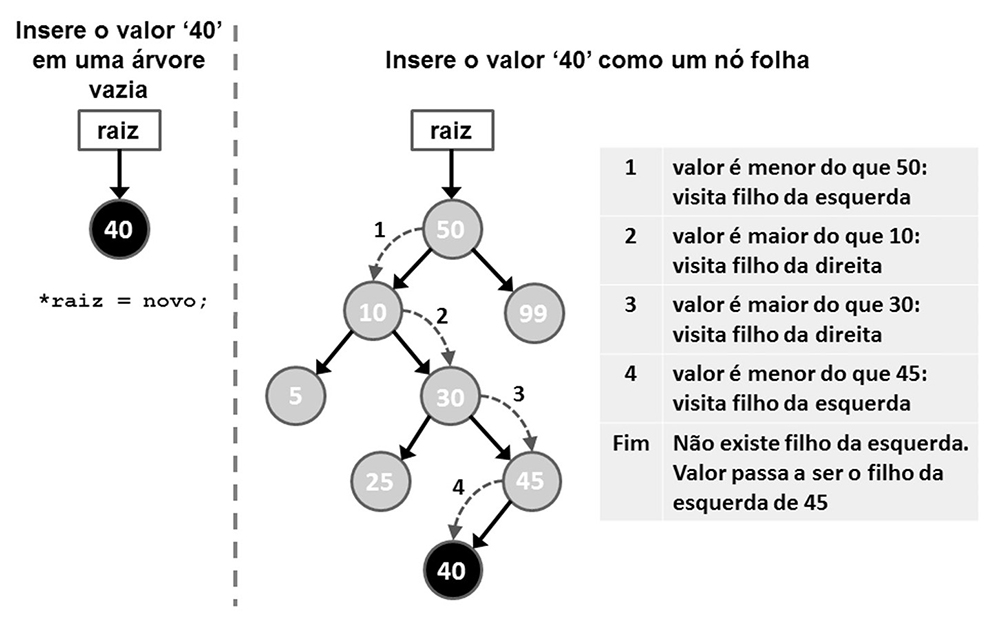 Insere o valor ‘40’
em uma árvore
vazia
raiz
40
*raiz = novo;
Insere o valor ‘40’ como um nó folha
raiz
50
1
10
99
2
5
30
3
25
45
4
40
1 valor é menor do que 50:
visita filho da esquerda
2 valor é maior do que 10:
visita filho da direita
3 valor é maior do que 30:
visita filho da direita
4 valor é menor do que 45:
visita filho da esquerda
Fim Não existe filho da esquerda.
Valor passa a ser o filho da
esquerda de 45